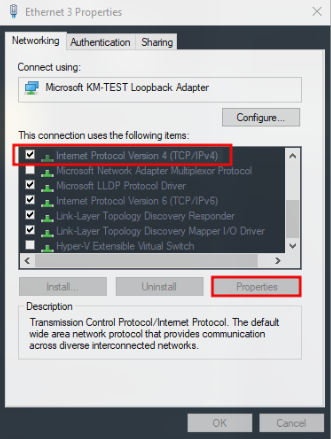 Ethernet 3 Properties
Networking Authentication Sharing
Connect using:
Microsoft KM-TEST Loopback Adapter
Configure...
This connection uses the following items:
Internet Protocol Version 4 (TCP/IPv4)
Microsoft Network Adapter Multiplexor Protocol
Microsoft LLDP Protocol Driver
Internet Protocol Version 6 (TCP/IPv6)
Link-Layer Topology Discovery Responder
Link-Layer Topology Discovery Mapper I/O Driver
Hyper-V Extensible Virtual Switch
Install... Uninstall Properties
Description
Transmission Control Protocol/Internet Protocol. The default
wide area network protocol that provides communication
across diverse interconnected networks.
OK Cancel